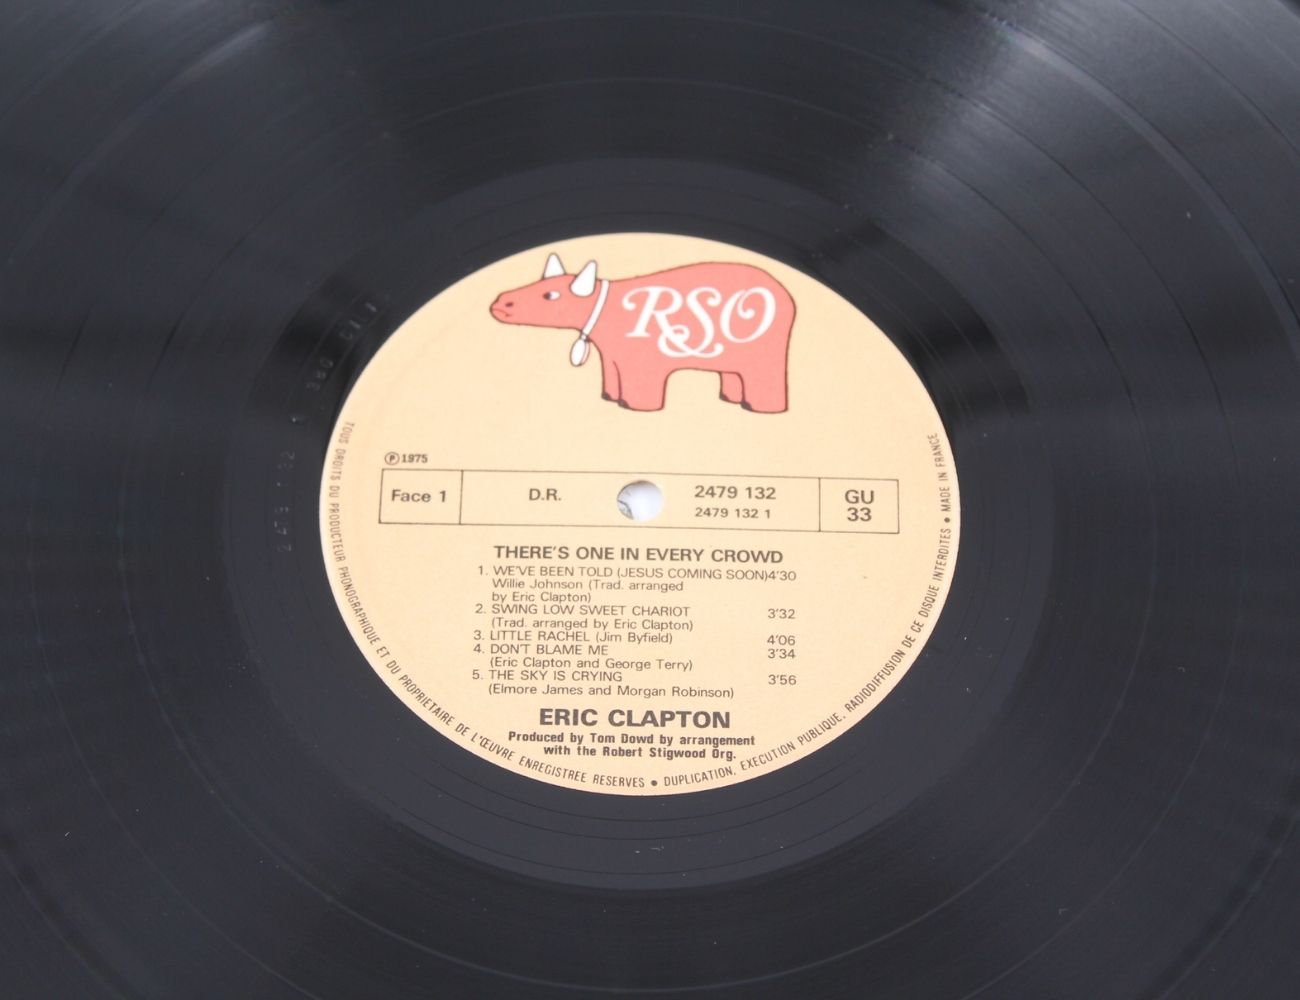 RSO
℗ 1975
Face 1
D.R.
2479 132
2479 132 1
GU
33
THERE'S ONE IN EVERY CROWD
1. WE'VE BEEN TOLD (JESUS COMING SOON)4'30
Willie Johnson (Trad. arranged
by Eric Clapton)
2. SWING LOW SWEET CHARIOT 3'32
(Trad. arranged by Eric Clapton)
3. LITTLE RACHEL (Jim Byfield) 4'06
4. DON'T BLAME ME 3'34
(Eric Clapton and George Terry)
5. THE SKY IS CRYING 3'56
(Elmore James and Morgan Robinson)
ERIC CLAPTON
Produced by Tom Dowd by arrangement
with the Robert Stigwood Org.
TOUS DROITS DU PRODUCTEUR PHONOGRAPHIQUE ET DU PROPRIETAIRE DE L'ŒUVRE ENREGISTREE RESERVES • DUPLICATION, EXECUTION PUBLIQUE, RADIODIFFUSION DE CE DISQUE INTERDITES • MADE IN FRANCE
2479 132